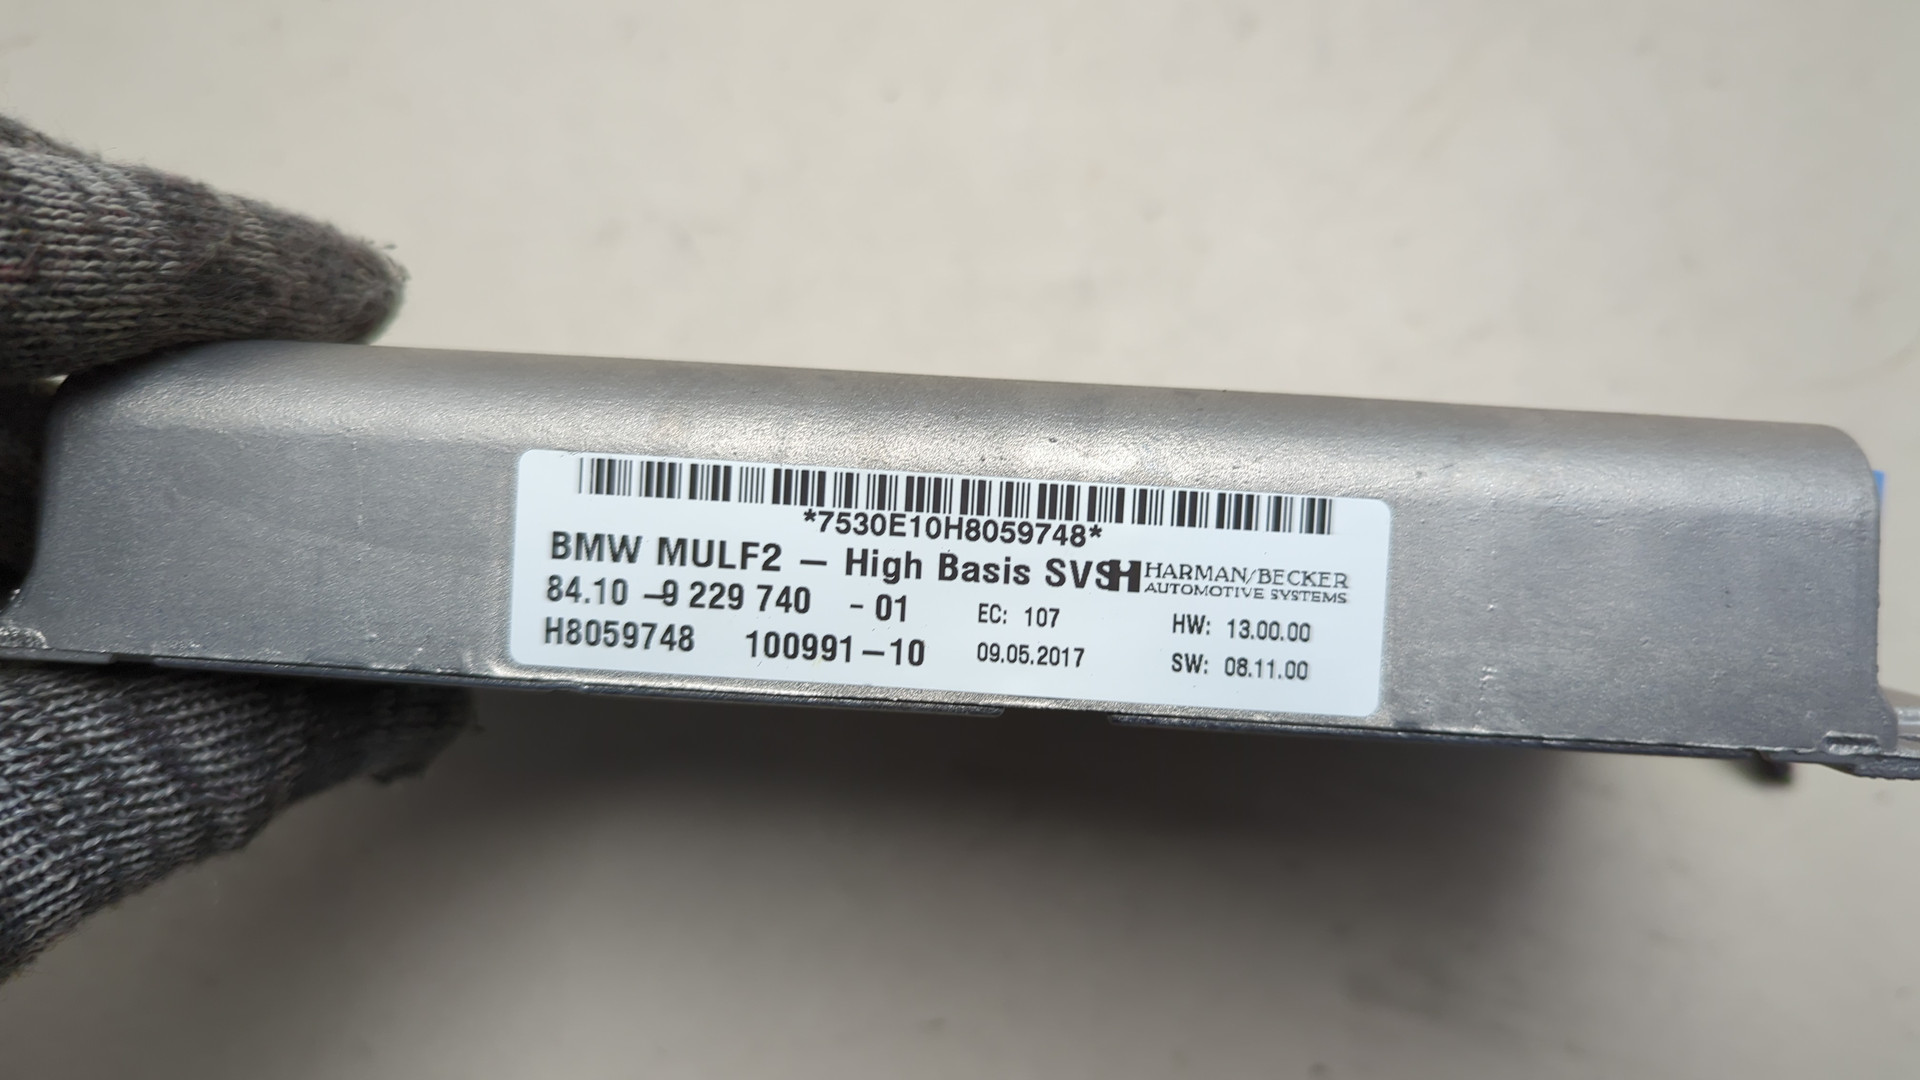 *7530E10H8059748*
BMW MULF2 – High Basis SVS H HARMAN/BECKER
AUTOMOTIVE SYSTEMS
84.10 –9 229 740 - 01 EC: 107 HW: 13.00.00
H8059748 100991–10 09.05.2017 SW: 08.11.00